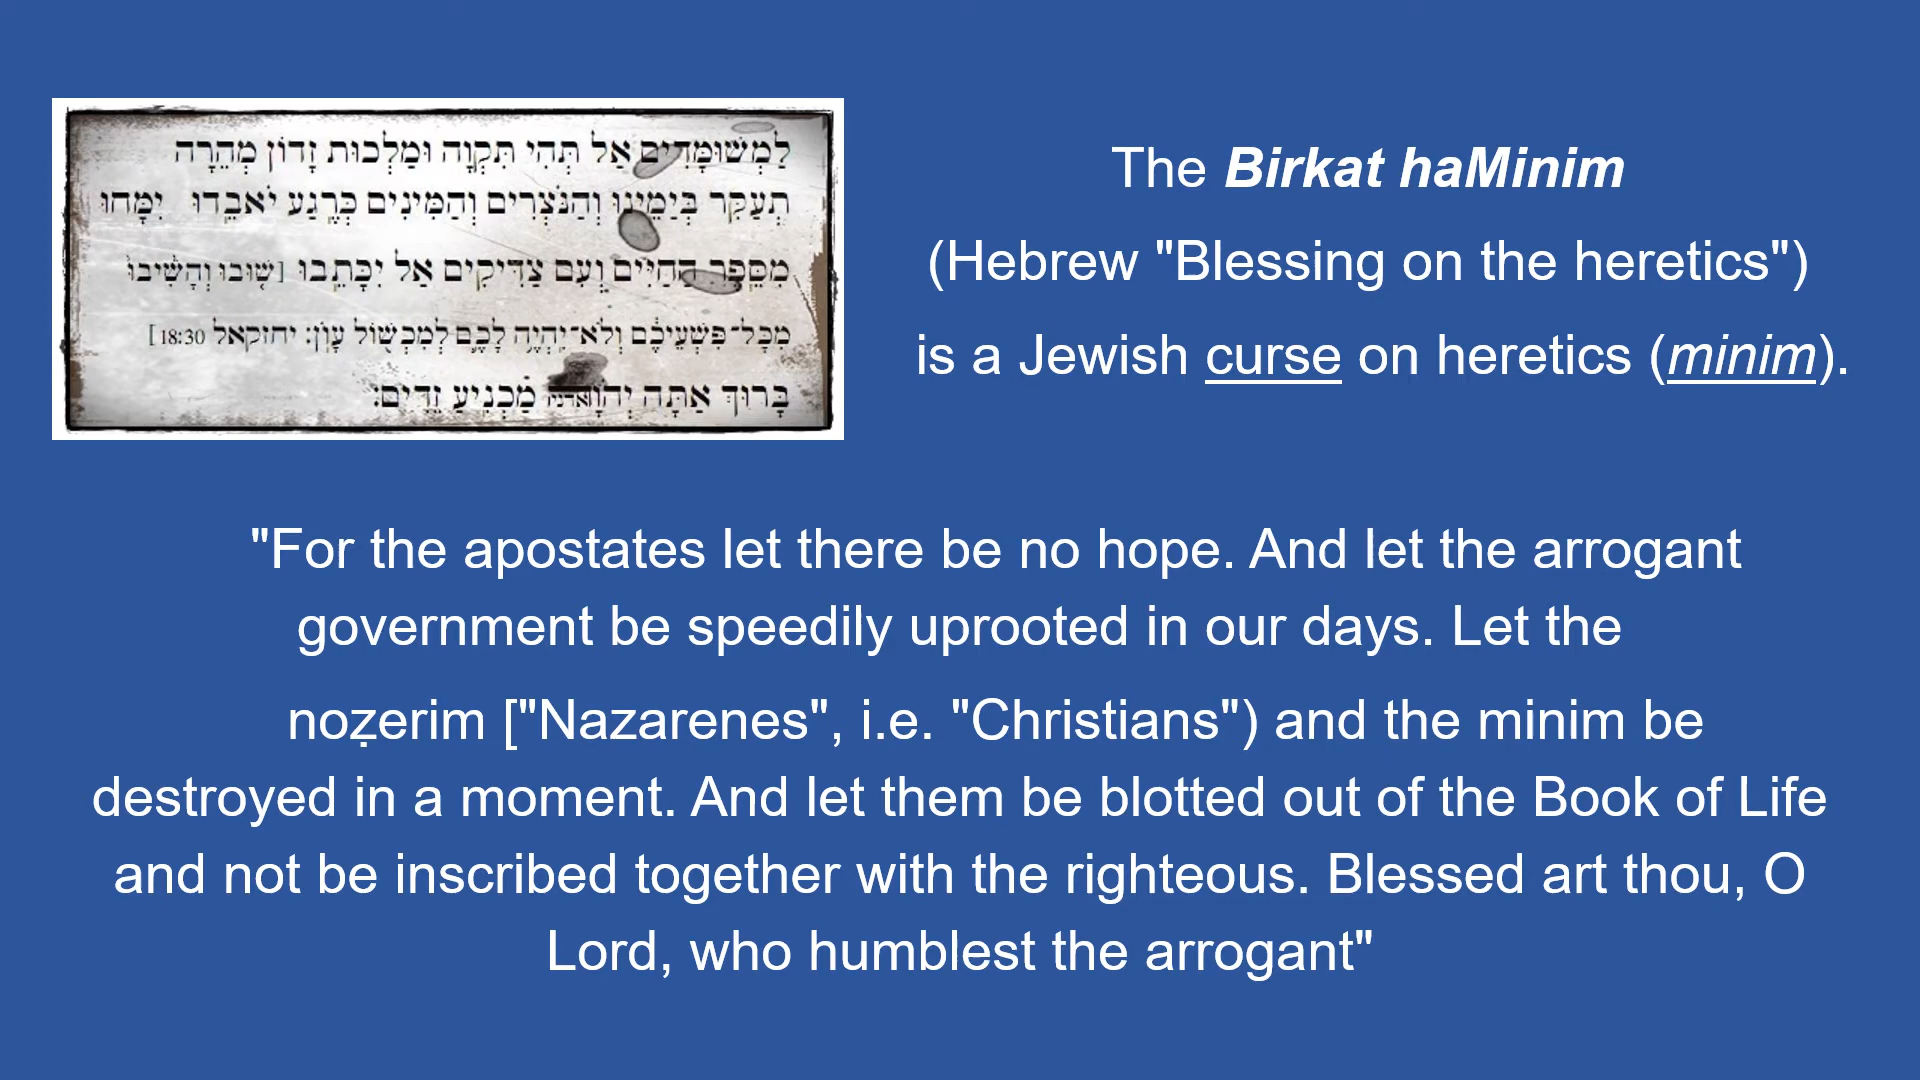 לַמְשׁוּמָּדִים אַל תְּהִי תִּקְוָה וּמַלְכוּת זָדוֹן מְהֵרָה
תְעַקֵּר בְּיָמֵינוּ וְהַנֹּצְרִים וְהַמִּינִים כְּרֶגַע יֹאבֵדוּ יִמָּחוּ
מִסֵּפֶר הַחַיִּים וְעִם צַדִּיקִים אַל יִכָּתֵבוּ [שׁוּבוּ וְהָשִׁיבוּ
מִכָּל־פִּשְׁעֵיכֶם וְלֹא־יִהְיֶה לָכֶם לְמִכְשׁוֹל עָוֹן: יחזקאל 18:30]
בָּרוּךְ אַתָּה מַכְנִיעַ זֵדִים:
The Birkat haMinim
(Hebrew "Blessing on the heretics")
is a Jewish curse on heretics (minim).
"For the apostates let there be no hope. And let the arrogant
government be speedily uprooted in our days. Let the
noẓerim ["Nazarenes", i.e. "Christians") and the minim be
destroyed in a moment. And let them be blotted out of the Book of Life
and not be inscribed together with the righteous. Blessed art thou, O
Lord, who humblest the arrogant"